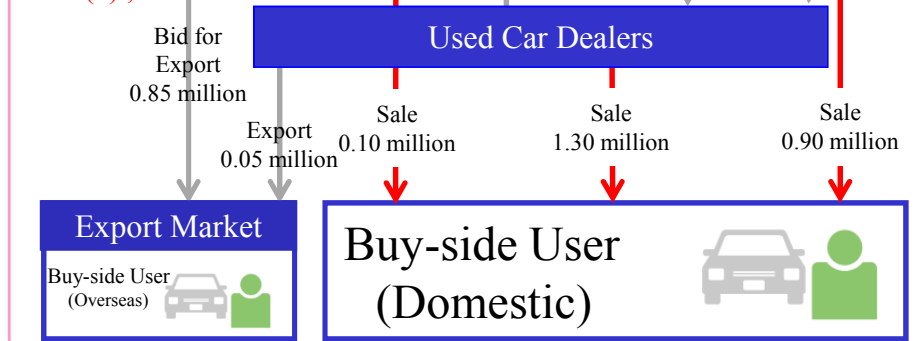 Used Car Dealers
Bid for
Export
0.85 million
Export
0.05 million
Sale
0.10 million
Sale
1.30 million
Sale
0.90 million
Export Market
Buy-side User
(Overseas)
Buy-side User
(Domestic)